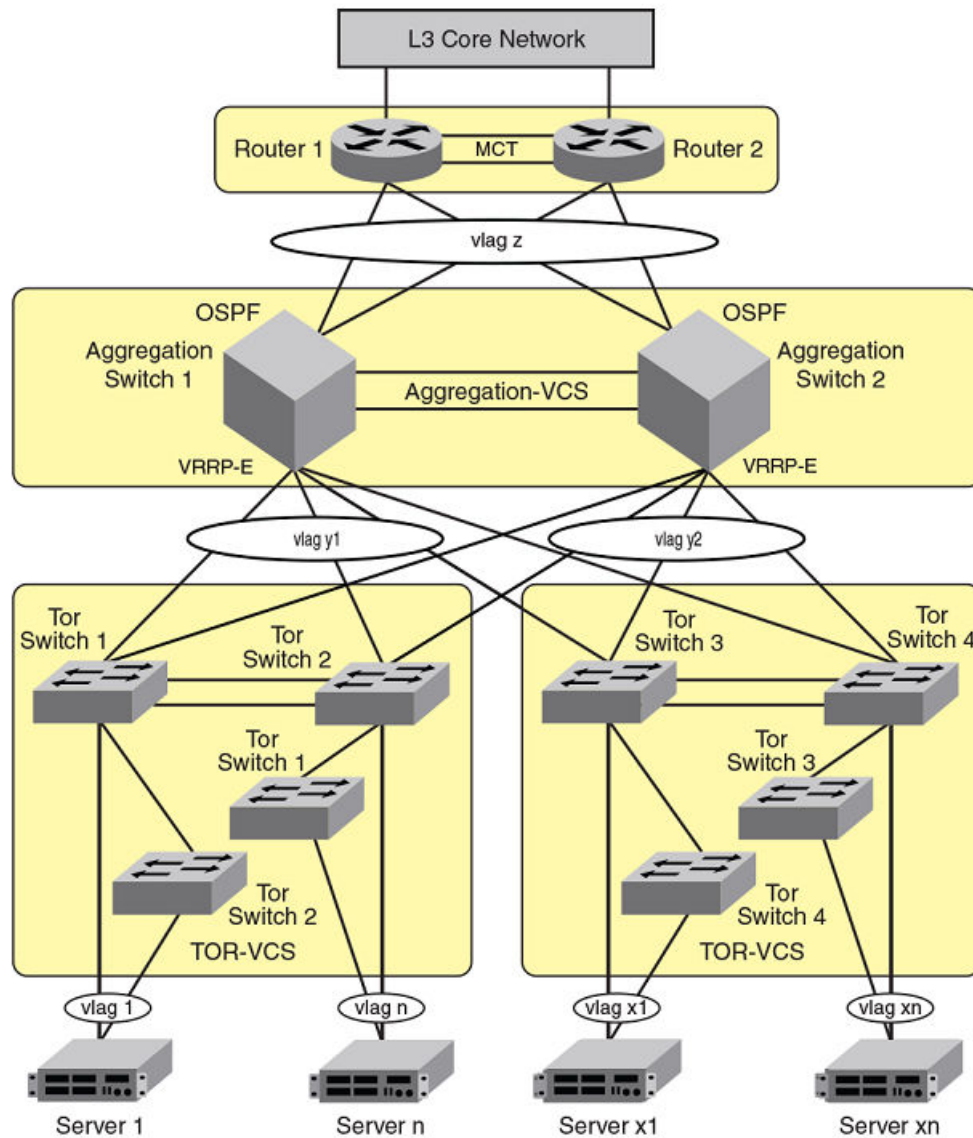 L3 Core Network
Router 1
MCT
Router 2
vlag z
OSPF
OSPF
Aggregation
Switch 1
Aggregation
Switch 2
Aggregation-VCS
VRRP-E
VRRP-E
vlag y1
vlag y2
Tor
Switch 1
Tor
Switch 2
Tor
Switch 3
Tor
Switch 4
Tor
Switch 1
Tor
Switch 3
Tor
Switch 2
Tor
Switch 4
TOR-VCS
TOR-VCS
vlag 1
vlag n
vlag x1
vlag xn
Server 1
Server n
Server x1
Server xn